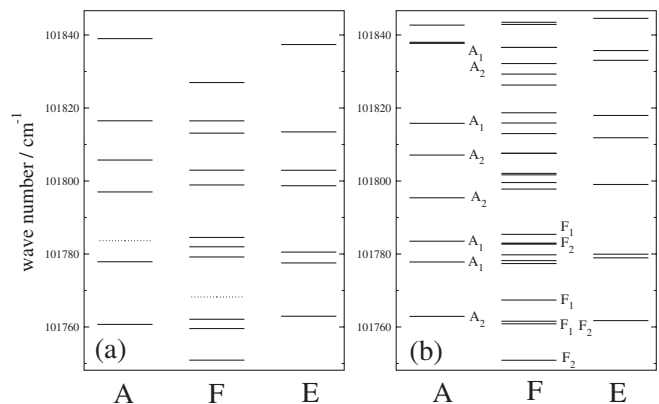 wave number / cm⁻¹
101840
101820
101800
101780
101760
(a)
A F E
101840
101820
101800
101780
101760
A₁
A₂
A₁
A₂
A₂
A₁
A₁
A₂
F₁
F₂
F₁
F₁ F₂
F₂
(b)
A F E